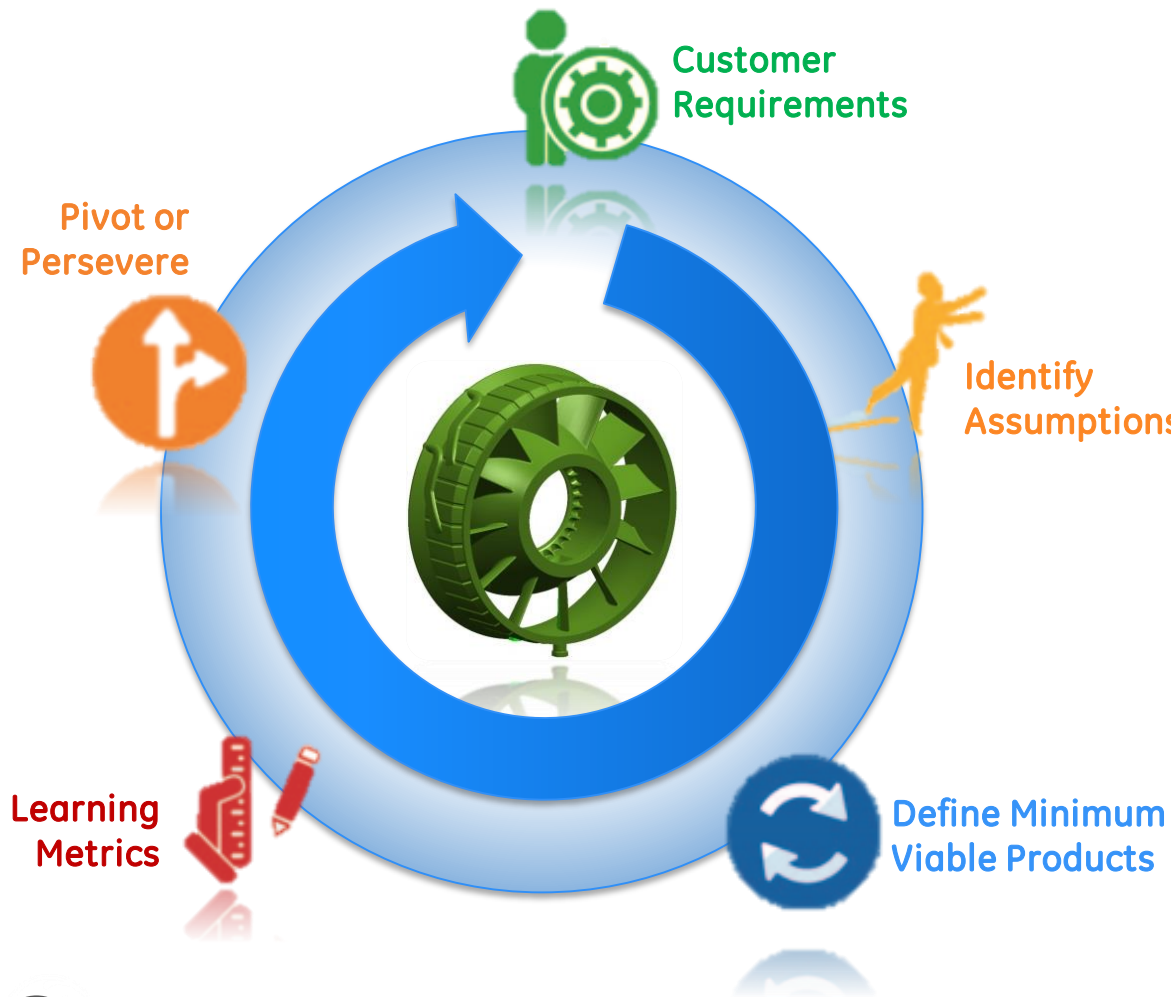 Customer
Requirements
Identify
Assumptions
Define Minimum
Viable Products
Learning
Metrics
Pivot or
Persevere